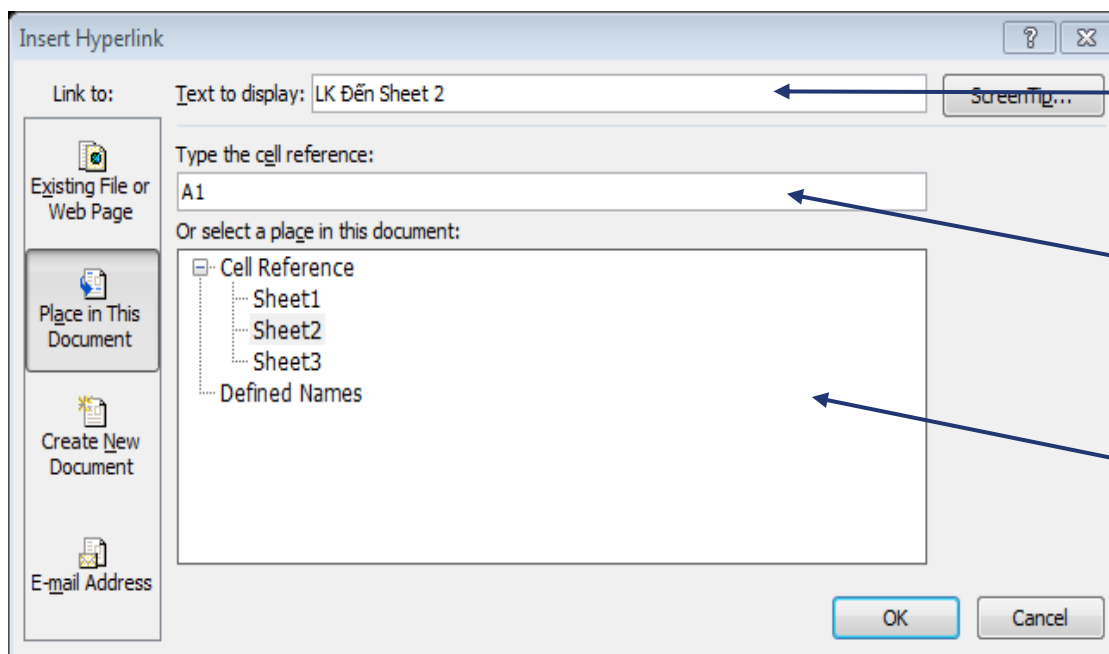 Insert Hyperlink
Link to:
Text to display: LK Đến Sheet 2
ScreenTip...
Existing File or
Web Page
Place in This
Document
Create New
Document
E-mail Address
Type the cell reference:
A1
Or select a place in this document:
Cell Reference
Sheet1
Sheet2
Sheet3
Defined Names
OK
Cancel